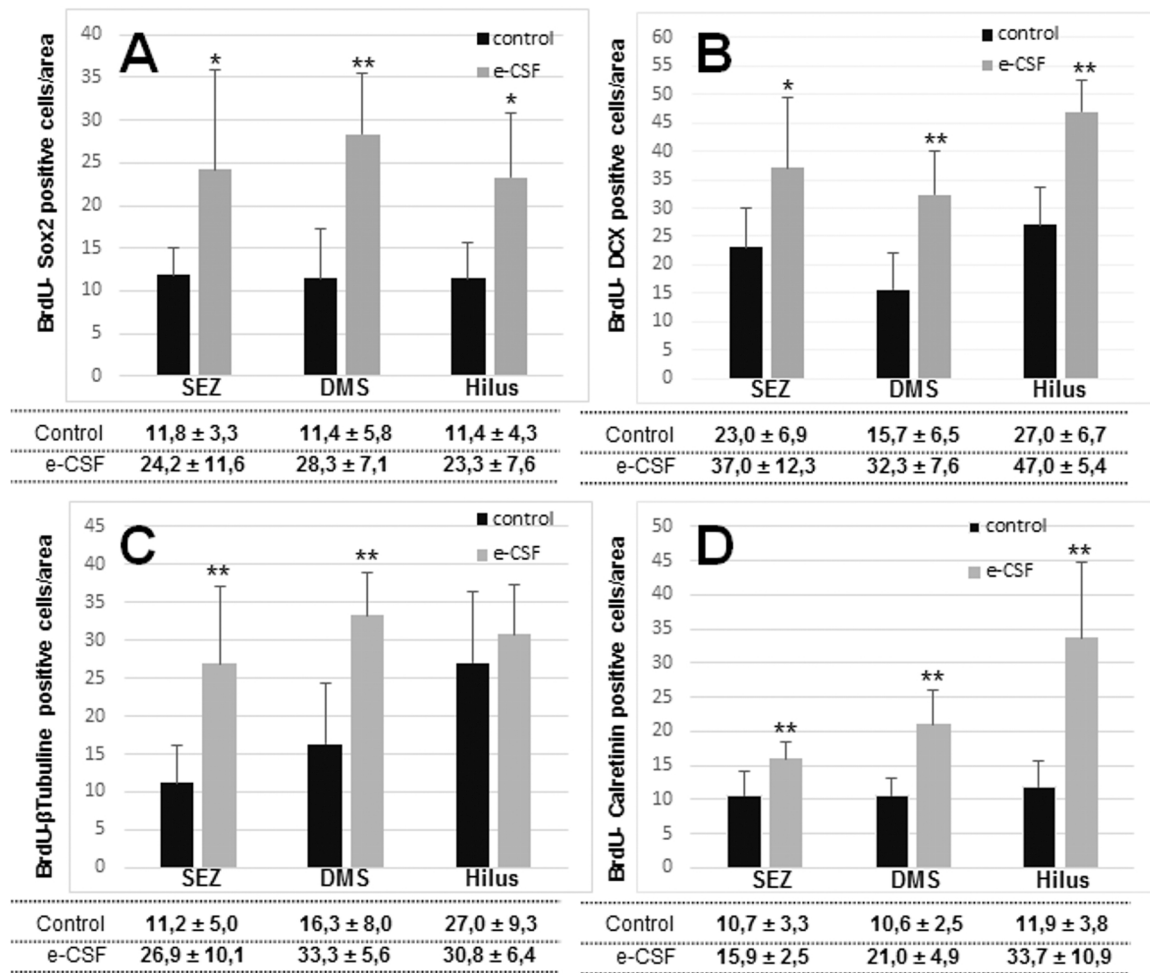 A
BrdU- Sox2 positive cells/area
control
e-CSF
40
35
30
25
20
15
10
5
0
* ** *
SEZ DMS Hilus
Control 11,8 ± 3,3 11,4 ± 5,8 11,4 ± 4,3
e-CSF 24,2 ± 11,6 28,3 ± 7,1 23,3 ± 7,6
B
BrdU- DCX positive cells/area
control
e-CSF
60
55
50
45
40
35
30
25
20
15
10
5
0
* ** **
SEZ DMS Hilus
Control 23,0 ± 6,9 15,7 ± 6,5 27,0 ± 6,7
e-CSF 37,0 ± 12,3 32,3 ± 7,6 47,0 ± 5,4
C
BrdU-βTubuline positive cells/area
control
e-CSF
45
40
35
30
25
20
15
10
5
0
** **
SEZ DMS Hilus
Control 11,2 ± 5,0 16,3 ± 8,0 27,0 ± 9,3
e-CSF 26,9 ± 10,1 33,3 ± 5,6 30,8 ± 6,4
D
BrdU- Calretinin positive cells/area
control
e-CSF
50
45
40
35
30
25
20
15
10
5
0
** ** **
SEZ DMS Hilus
Control 10,7 ± 3,3 10,6 ± 2,5 11,9 ± 3,8
e-CSF 15,9 ± 2,5 21,0 ± 4,9 33,7 ± 10,9